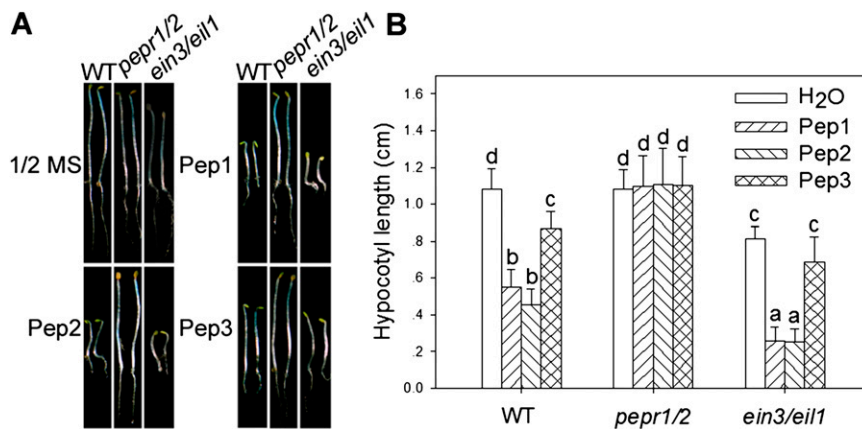 A
WT pepr1/2 ein3/eil1
WT pepr1/2 ein3/eil1
1/2 MS
Pep1
Pep2
Pep3
B
Hypocotyl length (cm)
1.6
1.4
1.2
1.0
.8
.6
.4
.2
0.0
H2O
Pep1
Pep2
Pep3
d b b c
d d d d
c a a c
WT pepr1/2 ein3/eil1